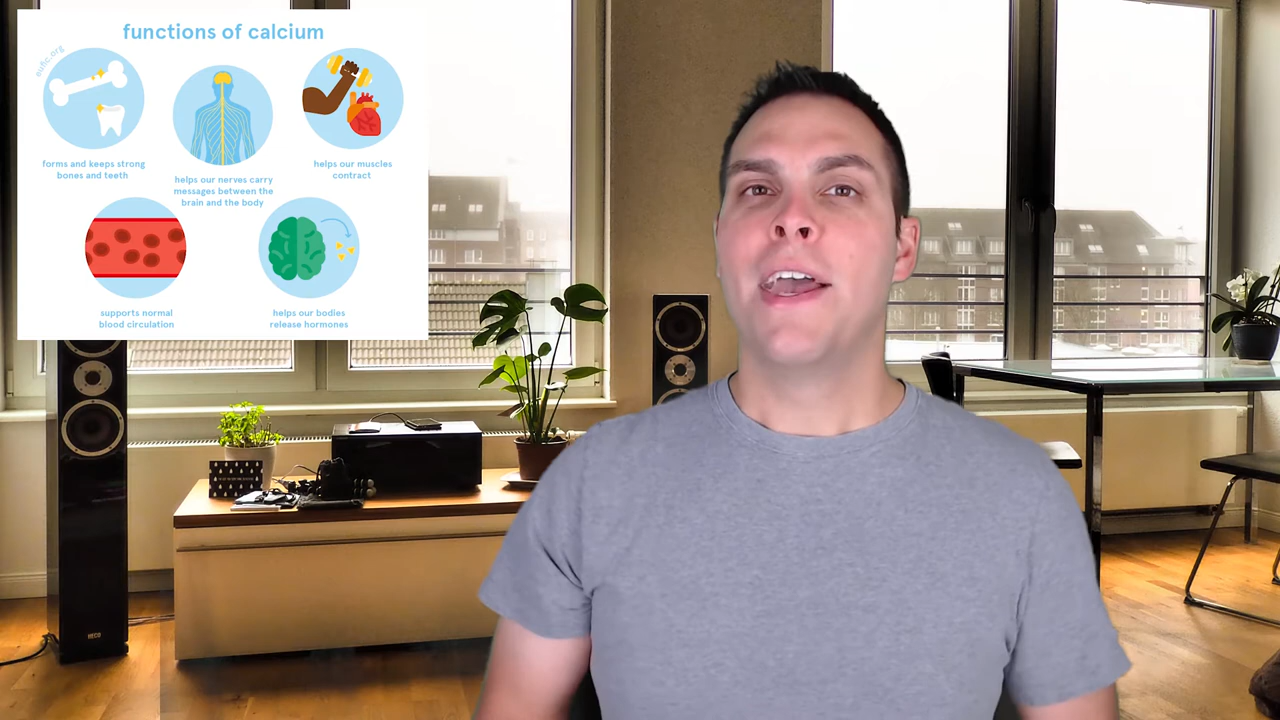 functions of calcium
eufic.org
forms and keeps strong
bones and teeth
helps our nerves carry
messages between the
brain and the body
helps our muscles
contract
supports normal
blood circulation
helps our bodies
release hormones
HECO